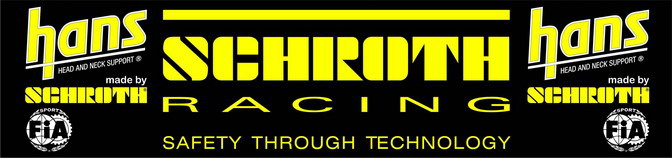 hans
HEAD AND NECK SUPPORT ®
made by
SCHROTH
SPORT
FIA
SCHROTH
RACING
SAFETY THROUGH TECHNOLOGY
hans
HEAD AND NECK SUPPORT ®
made by
SCHROTH
SPORT
FIA